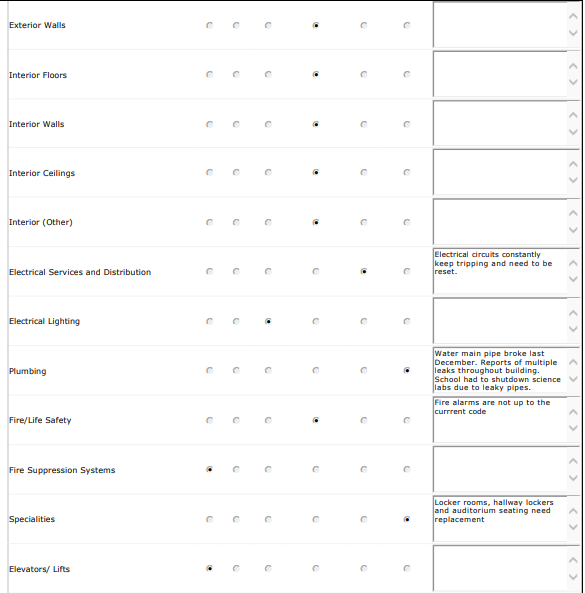 Exterior Walls
Interior Floors
Interior Walls
Interior Ceilings
Interior (Other)
Electrical Services and Distribution
Electrical circuits constantly
keep tripping and need to be
reset.
Electrical Lighting
Plumbing
Water main pipe broke last
December. Reports of multiple
leaks throughout building.
School had to shutdown science
labs due to leaky pipes.
Fire/Life Safety
Fire alarms are not up to the
currrent code
Fire Suppression Systems
Specialities
Locker rooms, hallway lockers
and auditorium seating need
replacement
Elevators/ Lifts